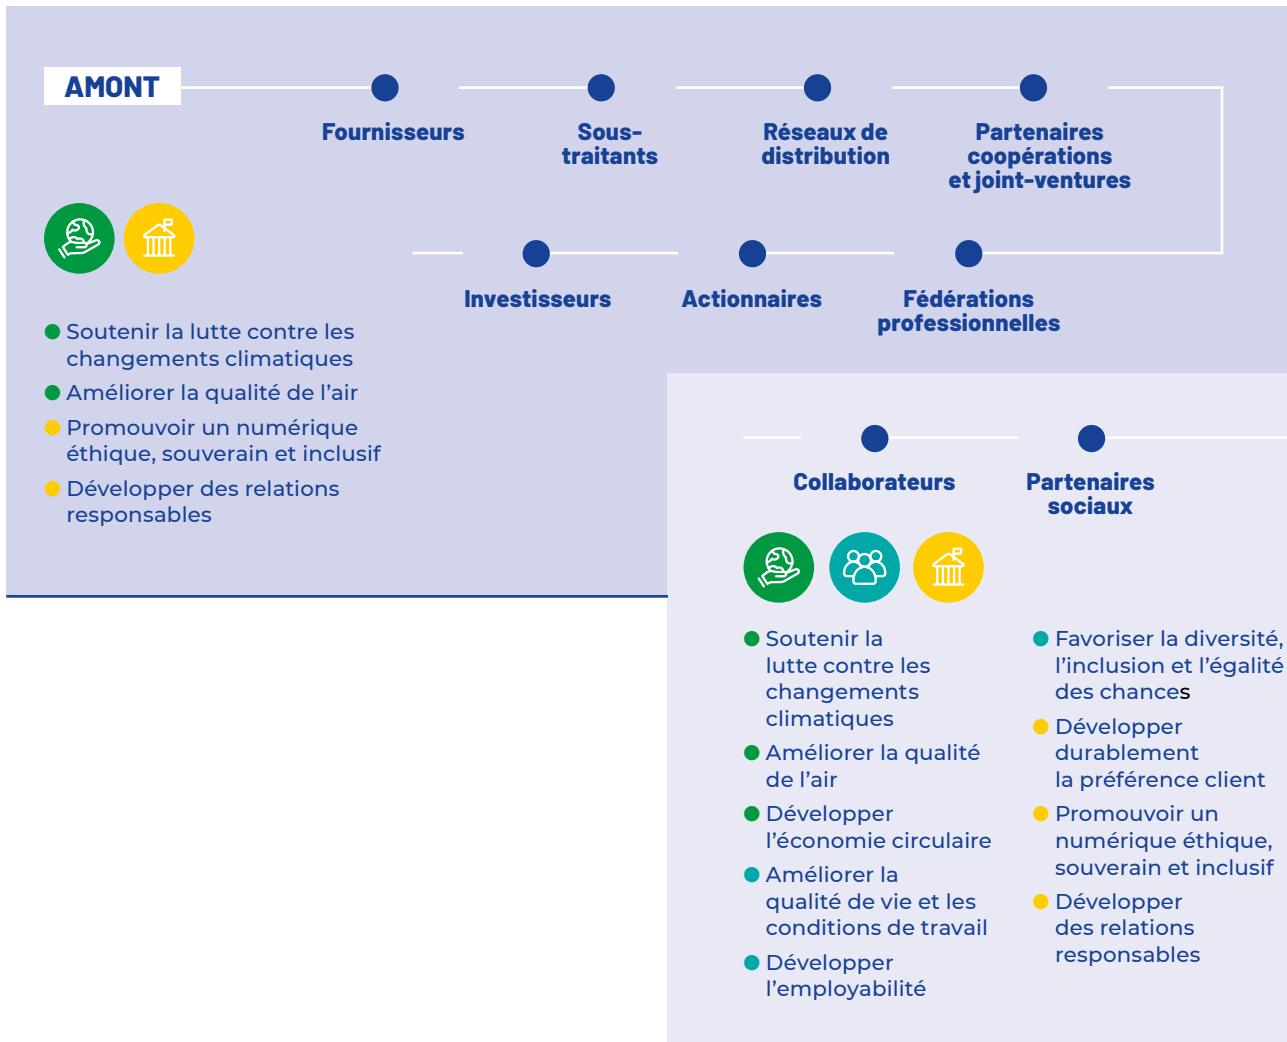 AMONT
Fournisseurs
Sous-
traitants
Réseaux de
distribution
Partenaires
coopérations
et joint-ventures
Investisseurs
Actionnaires
Fédérations
professionnelles
Soutenir la lutte contre les
changements climatiques
Améliorer la qualité de l'air
Promouvoir un numérique
éthique, souverain et inclusif
Développer des relations
responsables
Collaborateurs
Partenaires
sociaux
Soutenir la
lutte contre les
changements
climatiques
Améliorer la qualité
de l'air
Développer
l'économie circulaire
Améliorer la
qualité de vie et les
conditions de travail
Développer
l'employabilité
Favoriser la diversité,
l'inclusion et l'égalité
des chances
Développer
durablement
la préférence client
Promouvoir un
numérique éthique,
souverain et inclusif
Développer
des relations
responsables